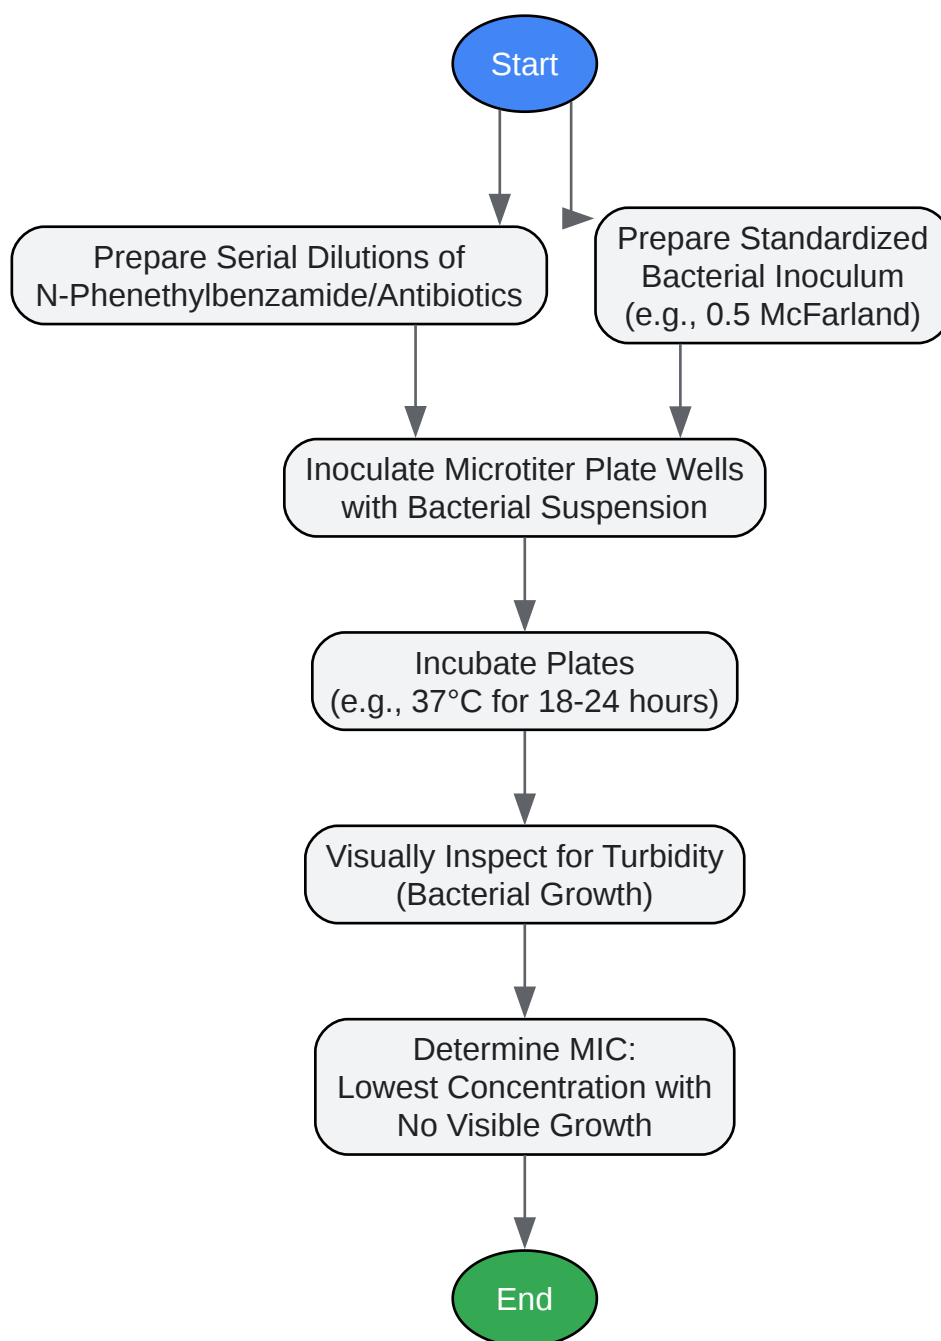 Start
Prepare Serial Dilutions of
N-Phenethylbenzamide/Antibiotics
Prepare Standardized
Bacterial Inoculum
(e.g., 0.5 McFarland)
Inoculate Microtiter Plate Wells
with Bacterial Suspension
Incubate Plates
(e.g., 37°C for 18-24 hours)
Visually Inspect for Turbidity
(Bacterial Growth)
Determine MIC:
Lowest Concentration with
No Visible Growth
End